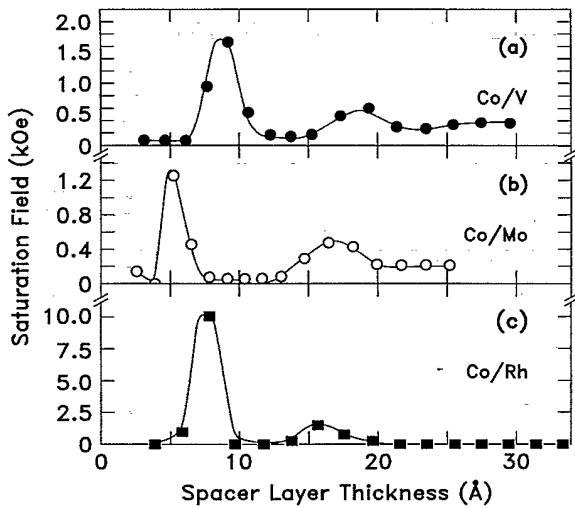 2.0
(a)
1.5
1.0
Co/V
0.5
0
(b)
1.2
0.8
Co/Mo
0.4
0
(c)
10.0
7.5
Co/Rh
5.0
2.5
0
0 10 20 30
Spacer Layer Thickness (Å)
Saturation Field (kOe)